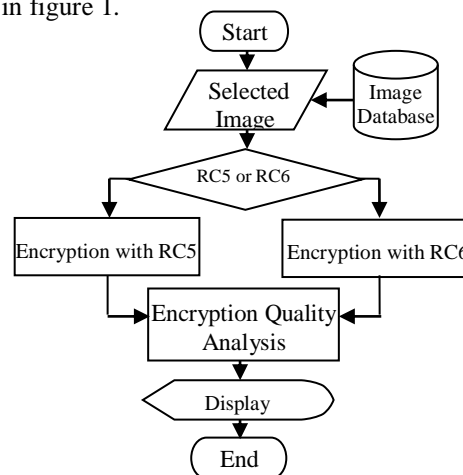 in figure 1.
Start
Selected
Image
Image
Database
RC5 or RC6
Encryption with RC5
Encryption with RC6
Encryption Quality
Analysis
Display
End